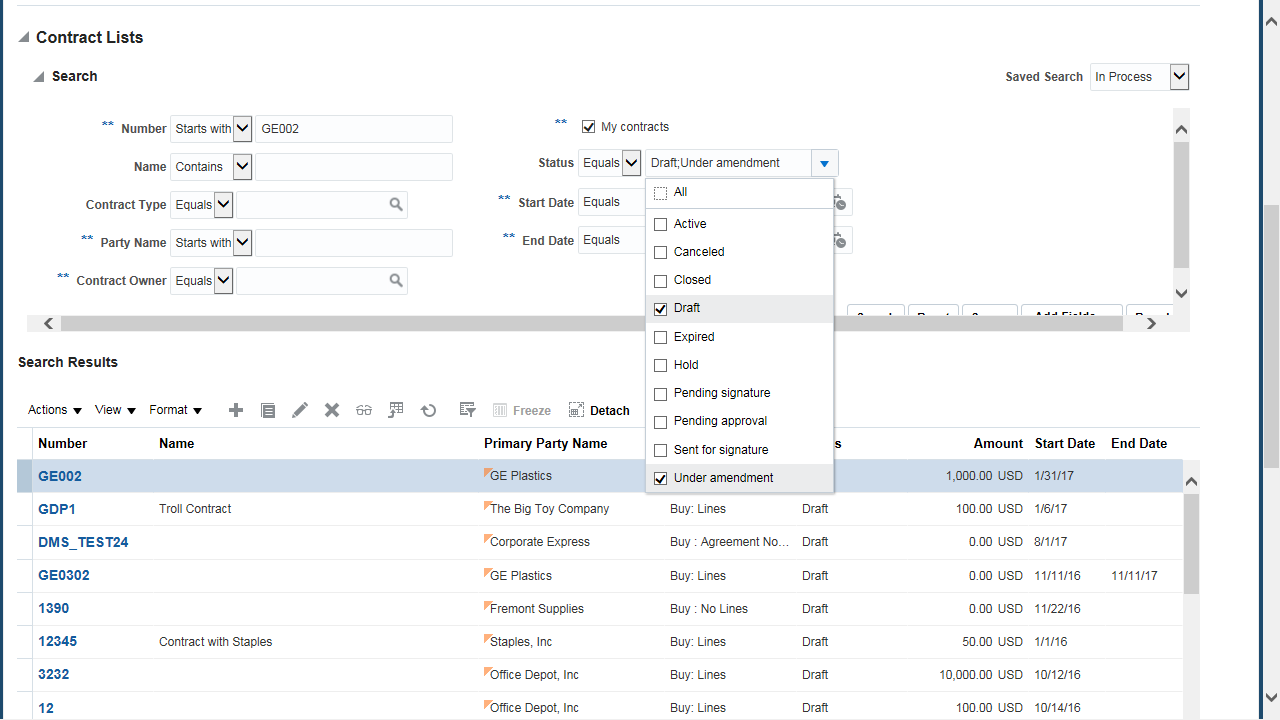 Contract Lists
Search
Saved Search In Process
** Number Starts with GE002
** My contracts
Name Contains
Status Equals Draft;Under amendment
Contract Type Equals
** Start Date Equals
** Party Name Starts with
** End Date Equals
** Contract Owner Equals
All
Active
Canceled
Closed
Draft
Expired
Hold
Pending signature
Pending approval
Sent for signature
Under amendment
Add Fields
Search Results
Actions View Format Freeze Detach
Number Name Primary Party Name Amount Start Date End Date
GE002 GE Plastics 1,000.00 USD 1/31/17
GDP1 Troll Contract The Big Toy Company Buy: Lines Draft 100.00 USD 1/6/17
DMS_TEST24 Corporate Express Buy : Agreement No... Draft 0.00 USD 8/1/17
GE0302 GE Plastics Buy: Lines Draft 0.00 USD 11/11/16 11/11/17
1390 Fremont Supplies Buy : No Lines Draft 0.00 USD 11/22/16
12345 Contract with Staples Staples, Inc Buy: Lines Draft 50.00 USD 1/1/16
3232 Office Depot, Inc Buy: Lines Draft 10,000.00 USD 10/12/16
12 Office Depot, Inc Buy: Lines Draft 100.00 USD 10/14/16